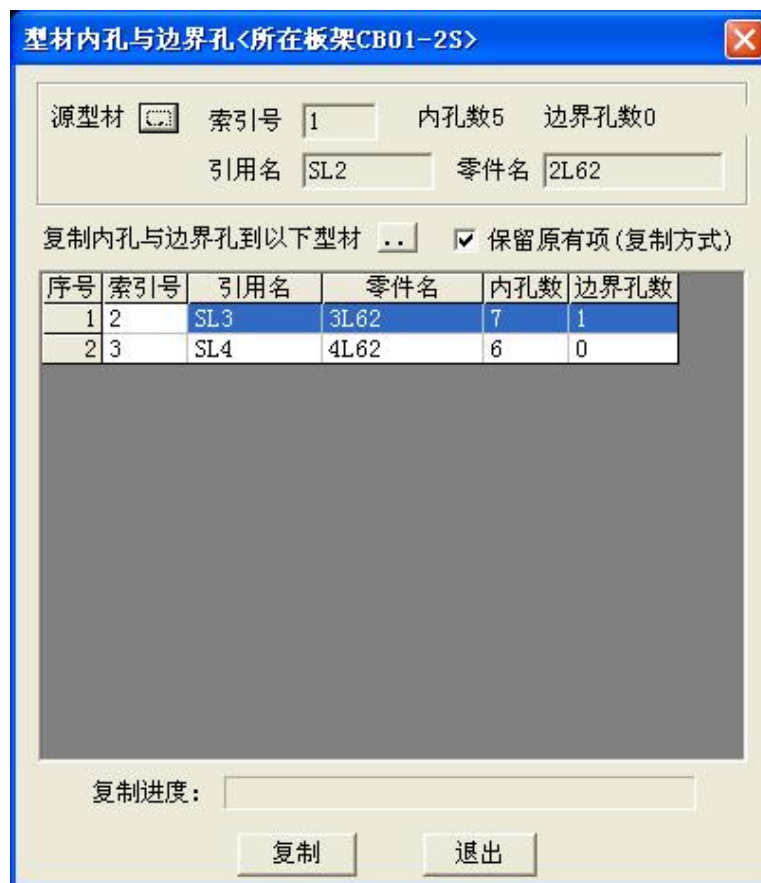 型材内孔与边界孔<所在板架CB01-2S>
源型材 索引号 1 内孔数5 边界孔数0
引用名 SL2 零件名 2L62
复制内孔与边界孔到以下型材 .. 保留原有项(复制方式)
序号 索引号 引用名 零件名 内孔数 边界孔数
1 2 SL3 3L62 7 1
2 3 SL4 4L62 6 0
复制进度:
复制 退出